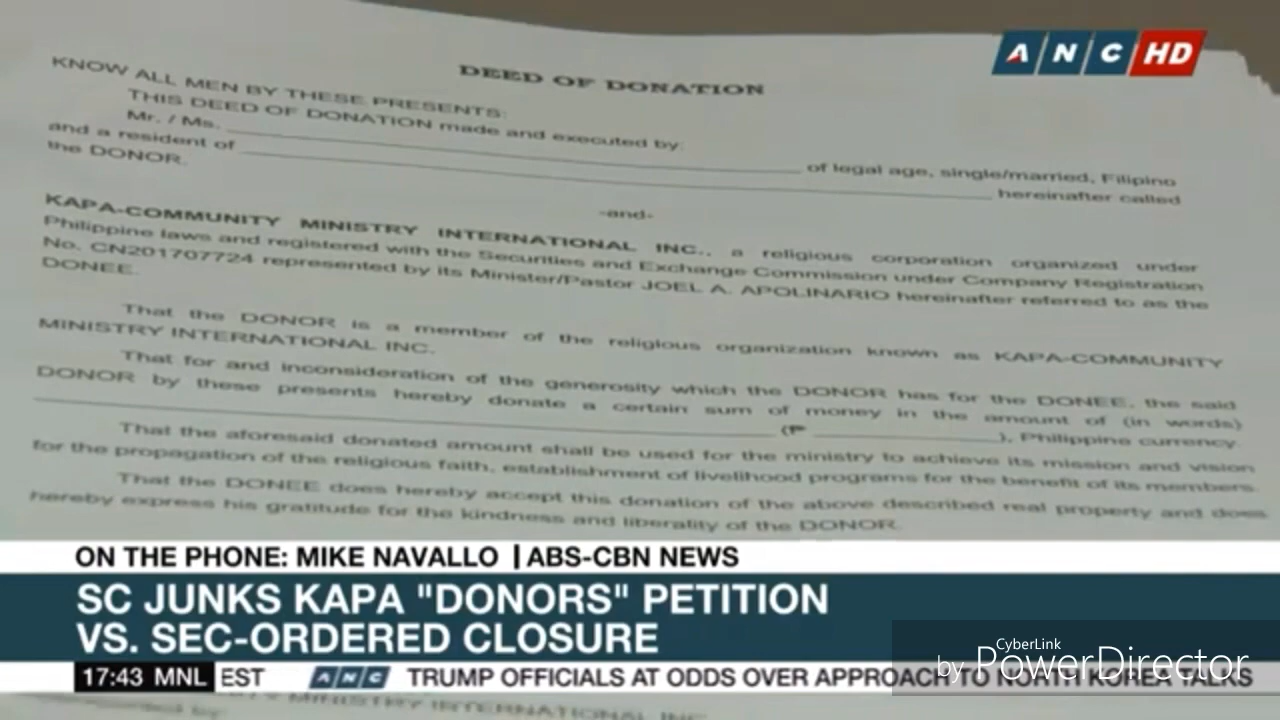 ANC HD
DEED OF DONATION
KNOW ALL MEN BY THESE PRESENTS:
THIS DEED OF DONATION made and executed by:
Mr. / Ms. of legal age, single/married, Filipino
and a resident of hereinafter called
the DONOR.
-and-
KAPA-COMMUNITY MINISTRY INTERNATIONAL INC., a religious corporation organized under
Philippine laws and registered with the Securities and Exchange Commission under Company Registration
No. CN201707724 represented by its Minister/Pastor JOEL A. APOLINARIO hereinafter referred to as the
DONEE.
That the DONOR is a member of the religious organization known as KAPA-COMMUNITY
MINISTRY INTERNATIONAL INC.
That for and inconsideration of the generosity which the DONOR has for the DONEE, the said
DONOR by these presents hereby donate a certain sum of money in the amount of (in words)
(₱ ), Philippine currency.
That the aforesaid donated amount shall be used for the ministry to achieve its mission and vision
for the propagation of the religious faith, establishment of livelihood programs for the benefit of its members.
That the DONEE does hereby accept this donation of the above described real property and does
hereby express his gratitude for the kindness and liberality of the DONOR.
ON THE PHONE: MIKE NAVALLO | ABS-CBN NEWS
SC JUNKS KAPA "DONORS" PETITION
VS. SEC-ORDERED CLOSURE
CyberLink
by PowerDirector
17:43 MNL EST ANC TRUMP OFFICIALS AT ODDS OVER APPROACH TO NORTH KOREA TALKS
MINISTRY INTERNATIONAL INC